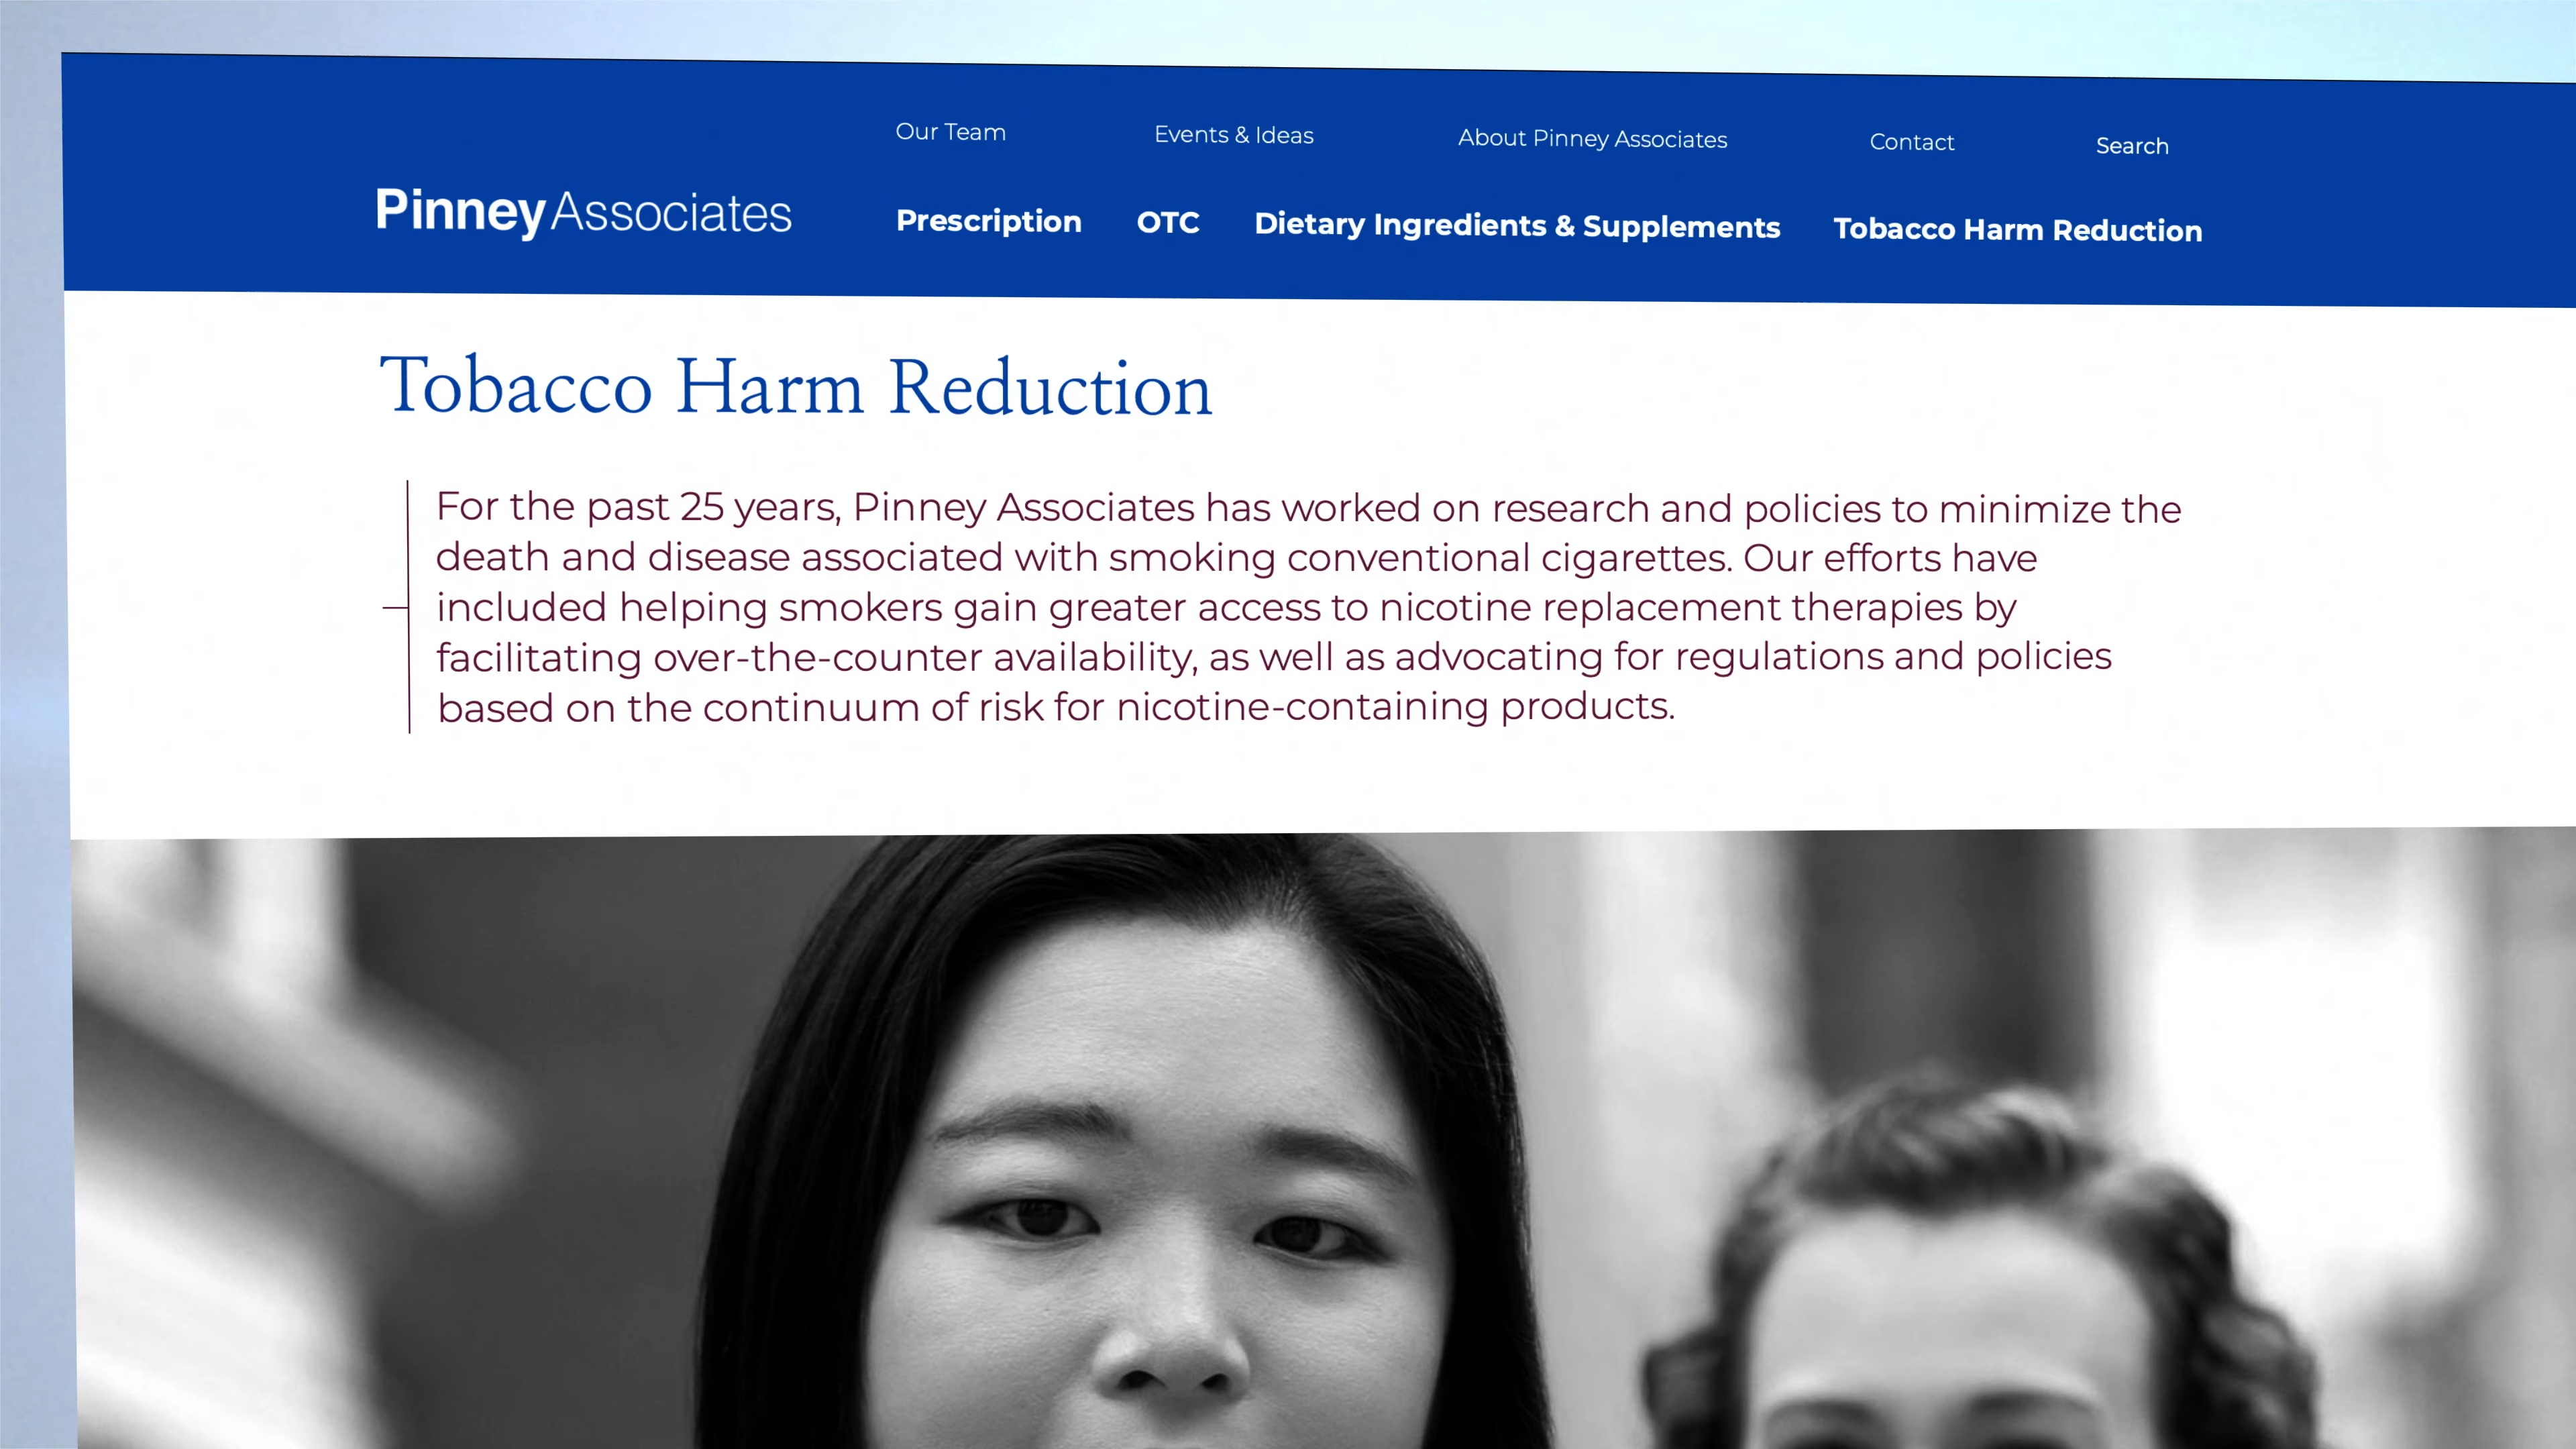 Our Team Events & Ideas About Pinney Associates Contact Search
PinneyAssociates Prescription OTC Dietary Ingredients & Supplements Tobacco Harm Reduction
Tobacco Harm Reduction
For the past 25 years, Pinney Associates has worked on research and policies to minimize the
death and disease associated with smoking conventional cigarettes. Our efforts have
included helping smokers gain greater access to nicotine replacement therapies by
facilitating over-the-counter availability, as well as advocating for regulations and policies
based on the continuum of risk for nicotine-containing products.